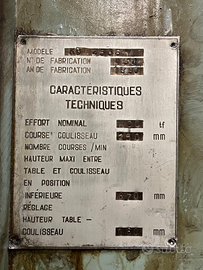 MODELE
N° DE FABRICATION
AN DE FABRICATION
CARACTÉRISTIQUES
TECHNIQUES
EFFORT NOMINAL tf
COURSE COULISSEAU mm
NOMBRE COURSES/MIN
HAUTEUR MAXI ENTRE
TABLE ET COULISSEAU
EN POSITION
INFERIEURE mm
REGLAGE
HAUTEUR TABLE-
COULISSEAU mm